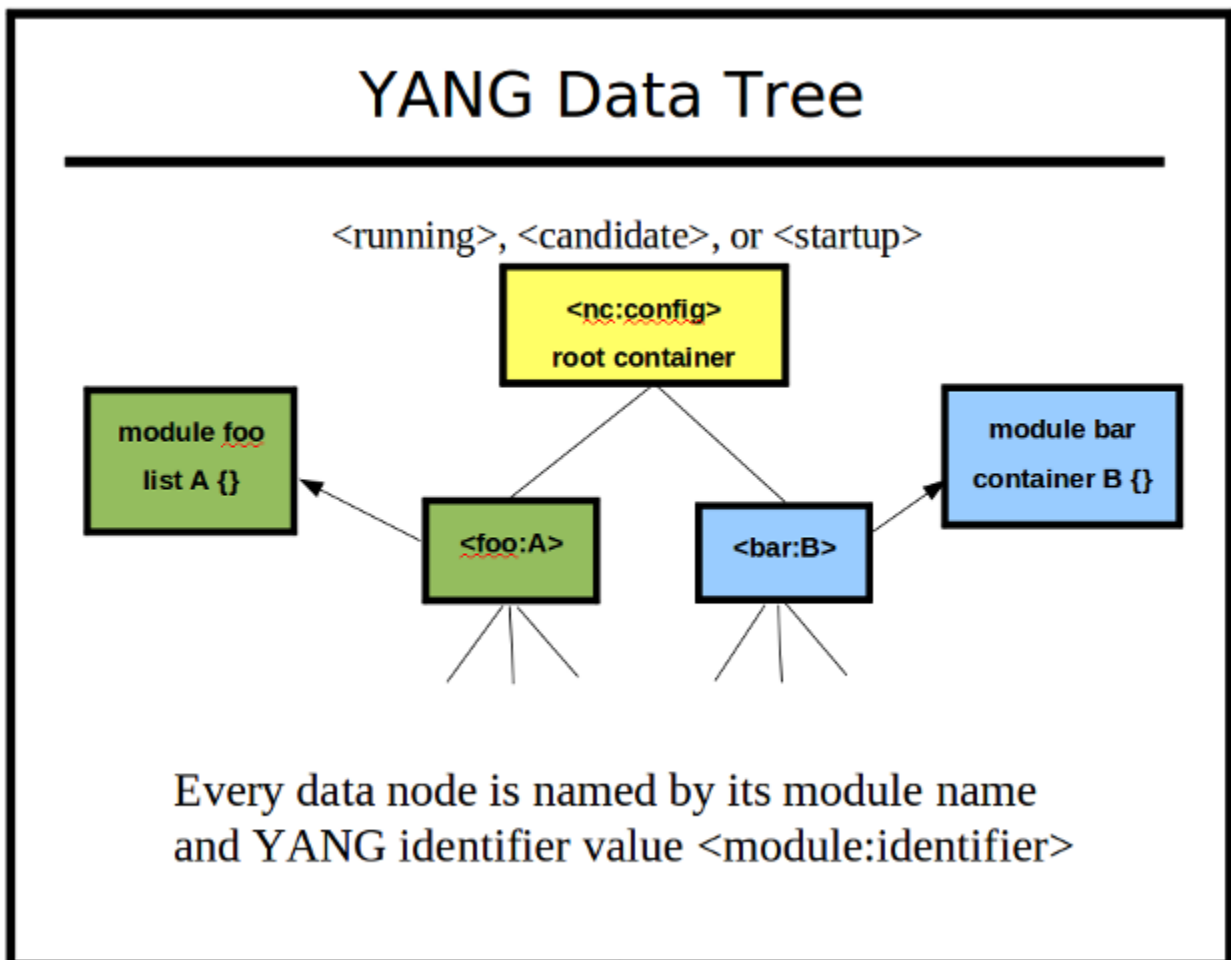 YANG Data Tree
<running>, <candidate>, or <startup>
<nc:config>
root container
module foo
list A {}
module bar
container B {}
<foo:A>
<bar:B>
Every data node is named by its module name
and YANG identifier value <module:identifier>